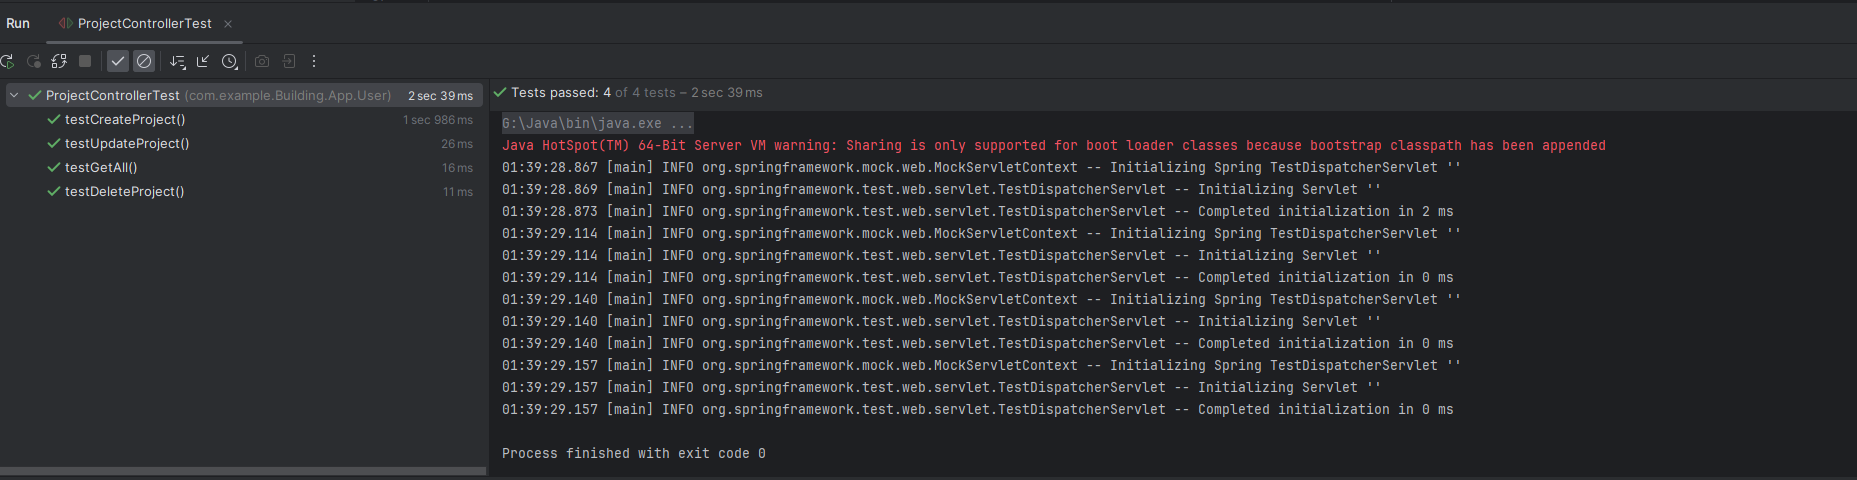 Run ProjectControllerTest ×
ProjectControllerTest (com.example.Building.App.User) 2 sec 39 ms
testCreateProject() 1 sec 986 ms
testUpdateProject() 26 ms
testGetAll() 16 ms
testDeleteProject() 11 ms
Tests passed: 4 of 4 tests – 2 sec 39 ms
G:\Java\bin\java.exe ...
Java HotSpot(TM) 64-Bit Server VM warning: Sharing is only supported for boot loader classes because bootstrap classpath has been appended
01:39:28.867 [main] INFO org.springframework.mock.web.MockServletContext -- Initializing Spring TestDispatcherServlet ''
01:39:28.869 [main] INFO org.springframework.test.web.servlet.TestDispatcherServlet -- Initializing Servlet ''
01:39:28.873 [main] INFO org.springframework.test.web.servlet.TestDispatcherServlet -- Completed initialization in 2 ms
01:39:29.114 [main] INFO org.springframework.mock.web.MockServletContext -- Initializing Spring TestDispatcherServlet ''
01:39:29.114 [main] INFO org.springframework.test.web.servlet.TestDispatcherServlet -- Initializing Servlet ''
01:39:29.114 [main] INFO org.springframework.test.web.servlet.TestDispatcherServlet -- Completed initialization in 0 ms
01:39:29.140 [main] INFO org.springframework.mock.web.MockServletContext -- Initializing Spring TestDispatcherServlet ''
01:39:29.140 [main] INFO org.springframework.test.web.servlet.TestDispatcherServlet -- Initializing Servlet ''
01:39:29.140 [main] INFO org.springframework.test.web.servlet.TestDispatcherServlet -- Completed initialization in 0 ms
01:39:29.157 [main] INFO org.springframework.mock.web.MockServletContext -- Initializing Spring TestDispatcherServlet ''
01:39:29.157 [main] INFO org.springframework.test.web.servlet.TestDispatcherServlet -- Initializing Servlet ''
01:39:29.157 [main] INFO org.springframework.test.web.servlet.TestDispatcherServlet -- Completed initialization in 0 ms
Process finished with exit code 0